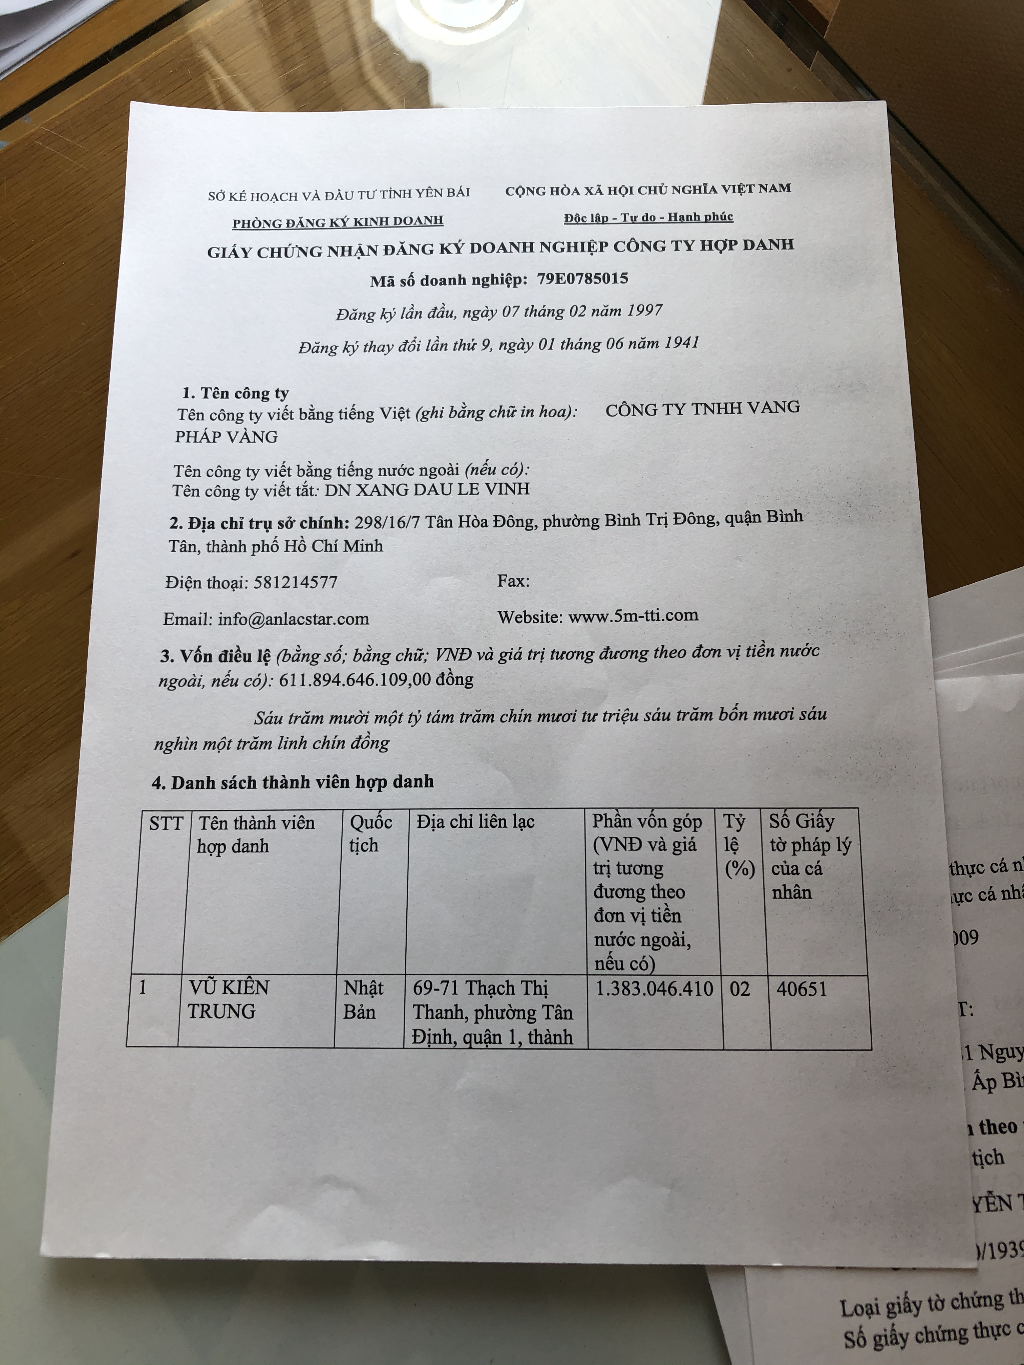 SỞ KẾ HOẠCH VÀ ĐẦU TƯ TỈNH YÊN BÁI
CỘNG HÒA XÃ HỘI CHỦ NGHĨA VIỆT NAM
PHÒNG ĐĂNG KÝ KINH DOANH
Độc lập - Tự do - Hạnh phúc
GIẤY CHỨNG NHẬN ĐĂNG KÝ DOANH NGHIỆP CÔNG TY HỢP DANH
Mã số doanh nghiệp: 79E0785015
Đăng ký lần đầu, ngày 07 tháng 02 năm 1997
Đăng ký thay đổi lần thứ 9, ngày 01 tháng 06 năm 1941
1. Tên công ty
Tên công ty viết bằng tiếng Việt (ghi bằng chữ in hoa): CÔNG TY TNHH VANG
PHÁP VÀNG
Tên công ty viết bằng tiếng nước ngoài (nếu có):
Tên công ty viết tắt: DN XANG DAU LE VINH
2. Địa chỉ trụ sở chính: 298/16/7 Tân Hòa Đông, phường Bình Trị Đông, quận Bình
Tân, thành phố Hồ Chí Minh
Điện thoại: 581214577
Fax:
Email: info@anlacstar.com
Website: www.5m-tti.com
3. Vốn điều lệ (bằng số; bằng chữ; VNĐ và giá trị tương đương theo đơn vị tiền nước
ngoài, nếu có): 611.894.646.109,00 đồng
Sáu trăm mười một tỷ tám trăm chín mươi tư triệu sáu trăm bốn mươi sáu
nghìn một trăm linh chín đồng
4. Danh sách thành viên hợp danh
STT
Tên thành viên
hợp danh
Quốc
tịch
Địa chỉ liên lạc
Phần vốn góp
(VNĐ và giá
trị tương
đương theo
đơn vị tiền
nước ngoài,
nếu có)
Tỷ
lệ
(%)
Số Giấy
tờ pháp lý
của cá
nhân
1
VŨ KIÊN
TRUNG
Nhật
Bản
69-71 Thạch Thị
Thanh, phường Tân
Định, quận 1, thành
1.383.046.410
02
40651
thực cá
cá
009
T:
1 Nguy
Ấp
theo
tịch
/1939
Loại giấy tờ chứng
Số giấy chứng thực